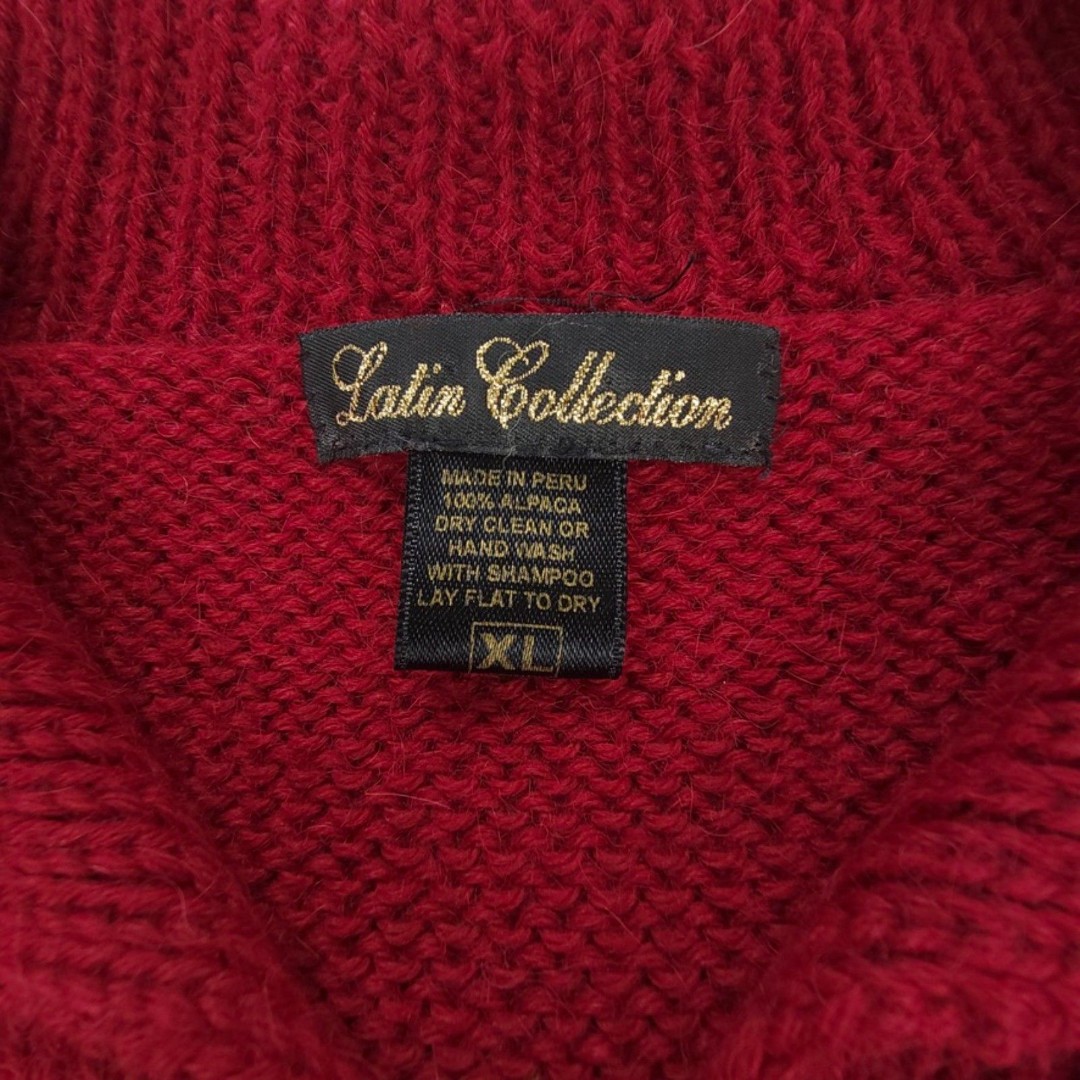 Latin Collection
MADE IN PERU
100% ALPACA
DRY CLEAN OR
HAND WASH
WITH SHAMPOO
LAY FLAT TO DRY
XL